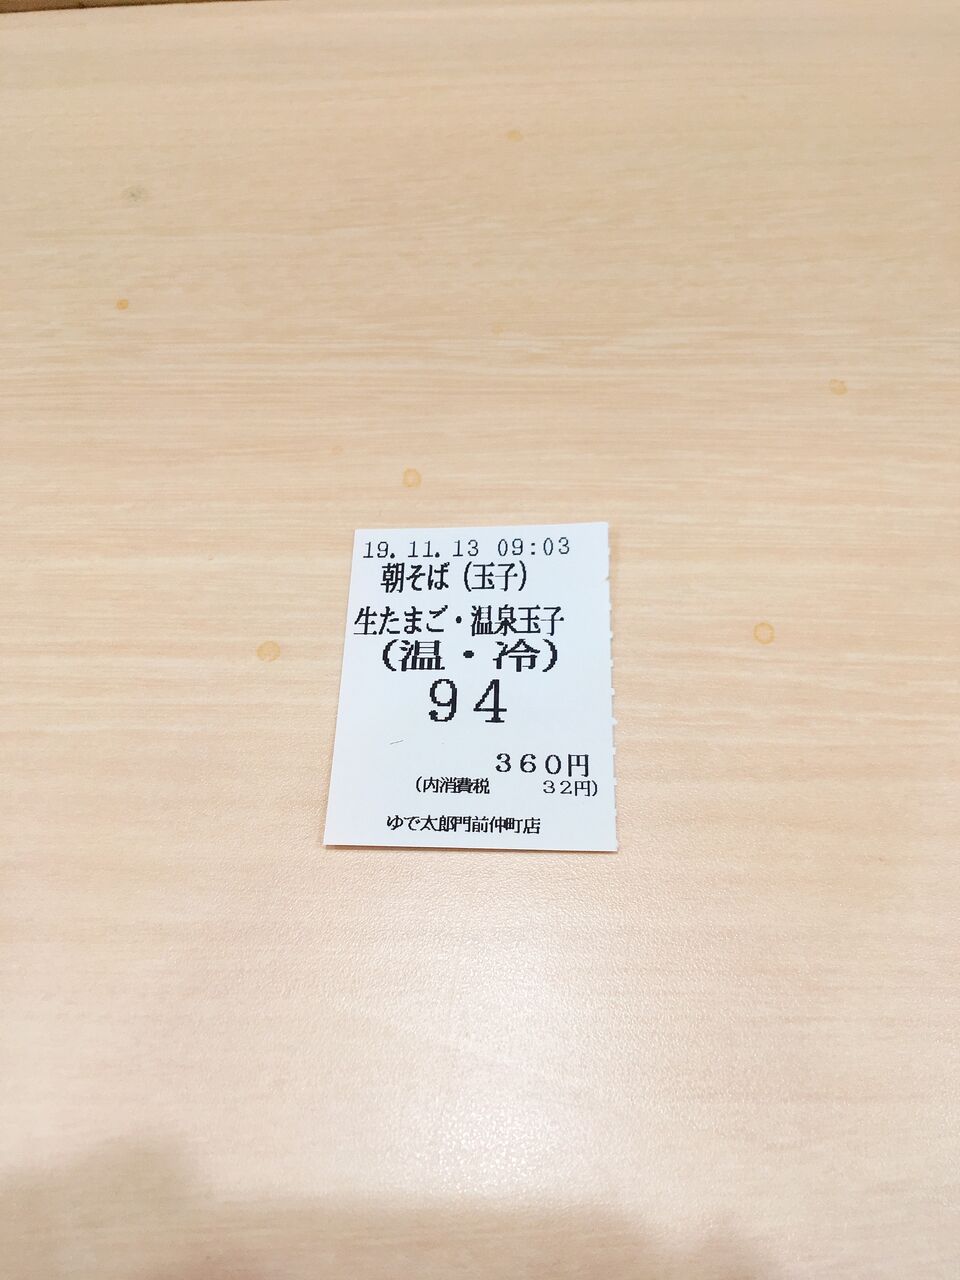 19.11.13 09:03
朝そば（玉子）
生たまご・温泉玉子
（温・冷）
94
360円
（内消費税 32円）
ゆで太郎門前仲町店